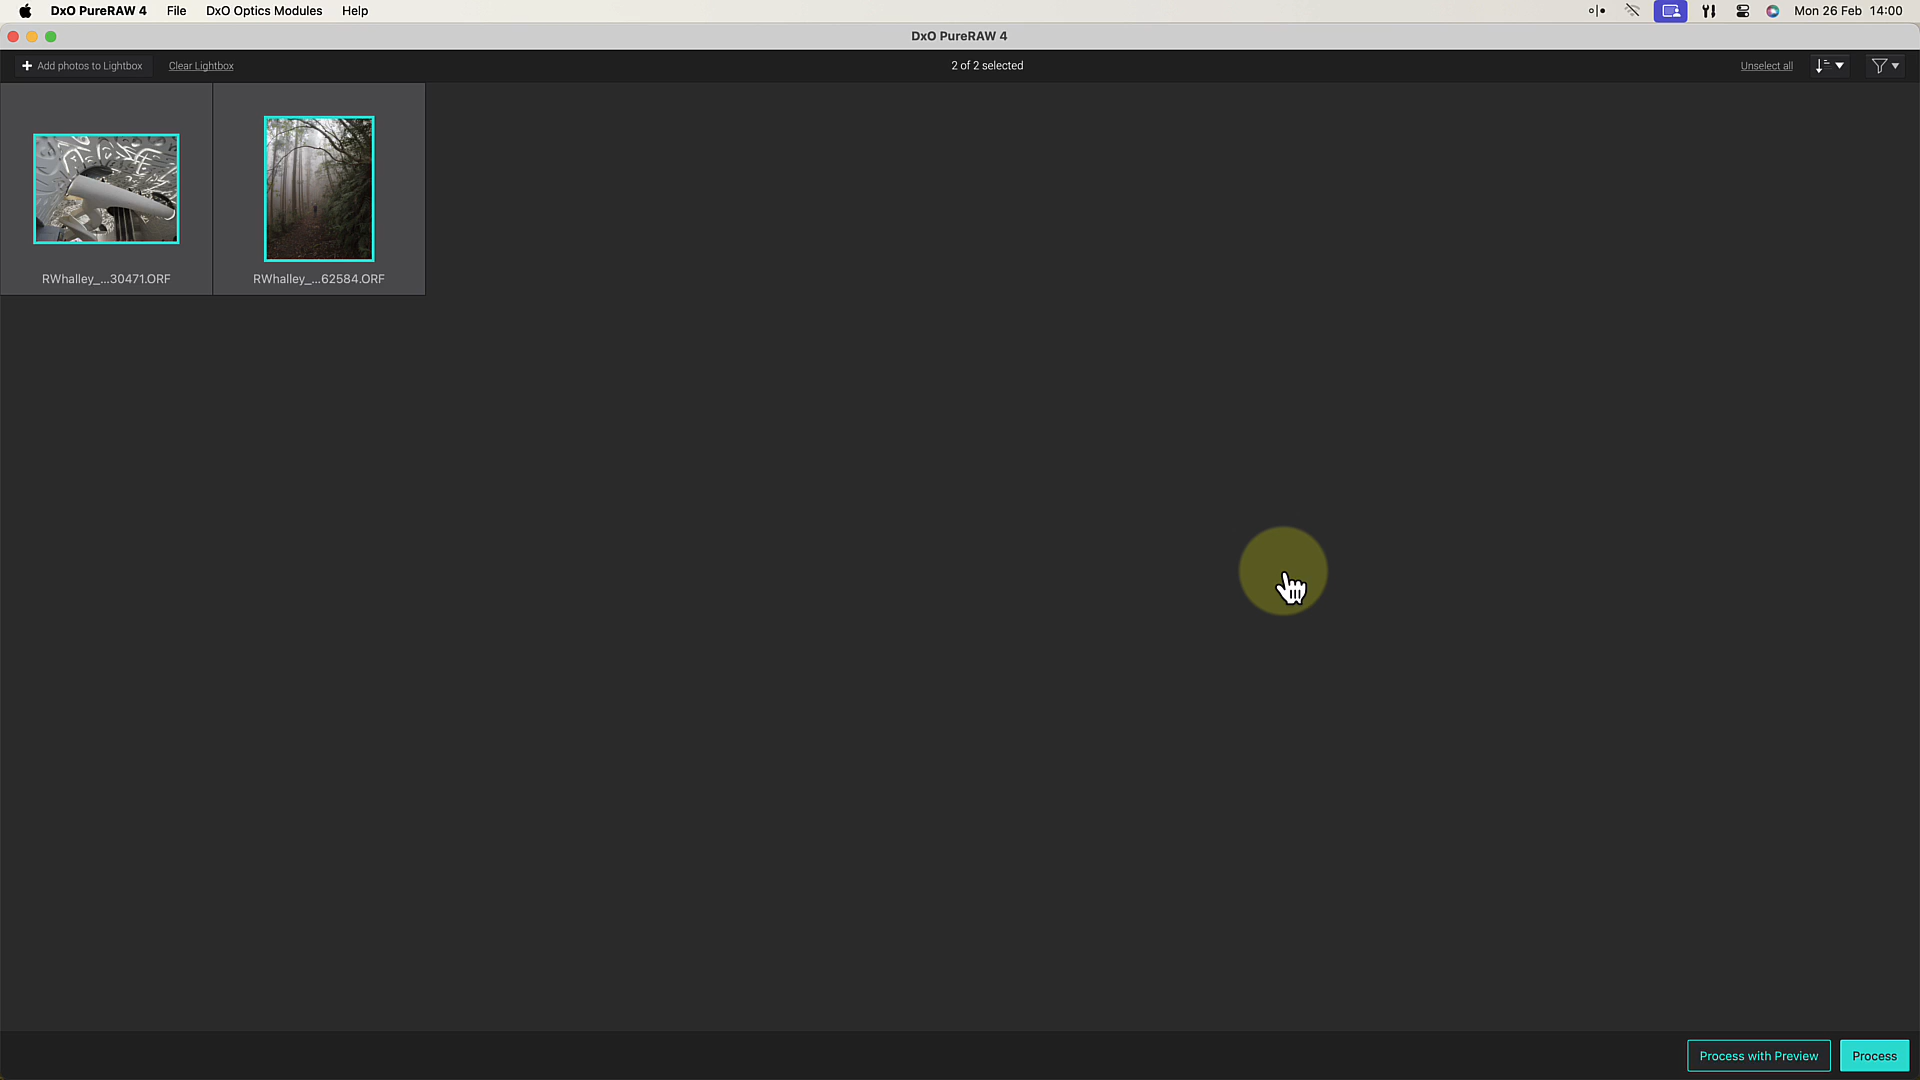 DxO PureRAW 4 File DxO Optics Modules Help Mon 26 Feb 14:00
DxO PureRAW 4
Add photos to Lightbox Clear Lightbox 2 of 2 selected Unselect all
RWhalley_...30471.ORF RWhalley_...62584.ORF
Process with Preview Process